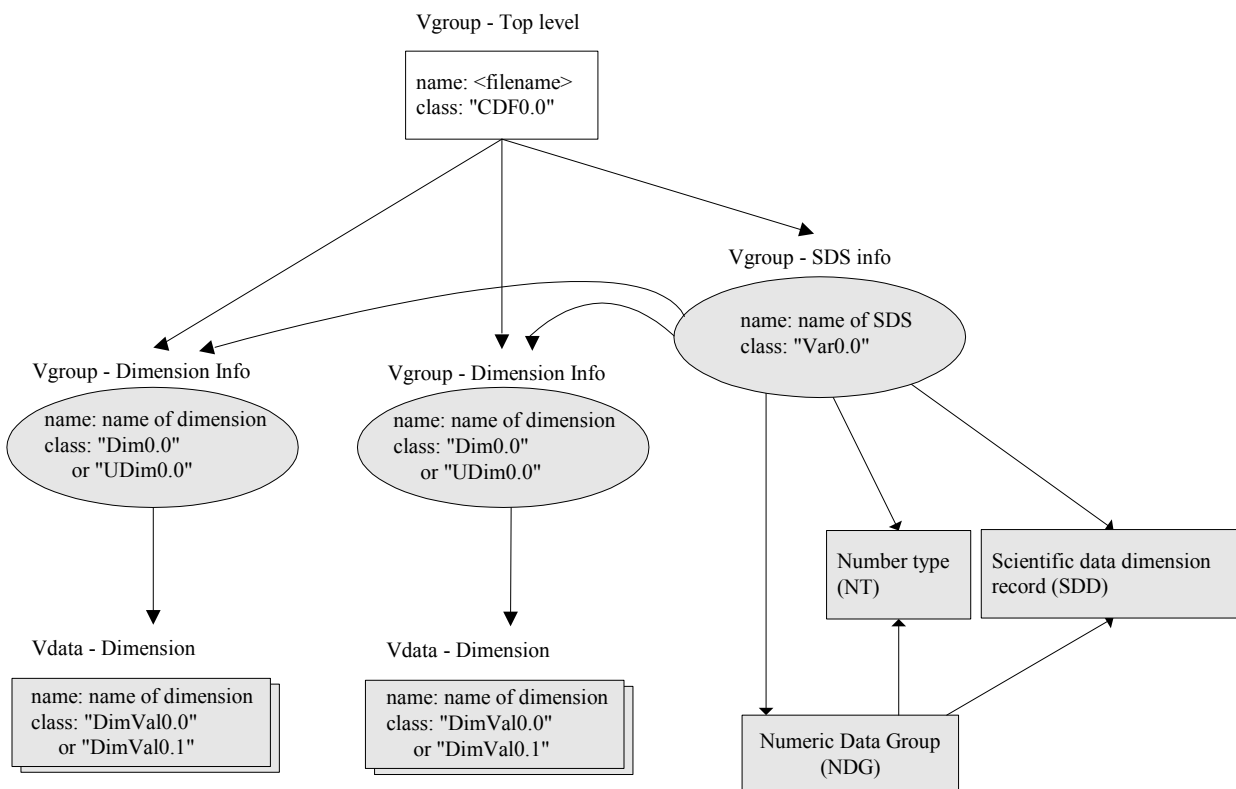 Vgroup - Top level
name: <filename>
class: "CDF0.0"
Vgroup - SDS info
name: name of SDS
class: "Var0.0"
Vgroup - Dimension Info
name: name of dimension
class: "Dim0.0"
or "UDim0.0"
Vgroup - Dimension Info
name: name of dimension
class: "Dim0.0"
or "UDim0.0"
Number type
(NT)
Scientific data dimension
record (SDD)
Vdata - Dimension
name: name of dimension
class: "DimVal0.0"
or "DimVal0.1"
Vdata - Dimension
name: name of dimension
class: "DimVal0.0"
or "DimVal0.1"
Numeric Data Group
(NDG)